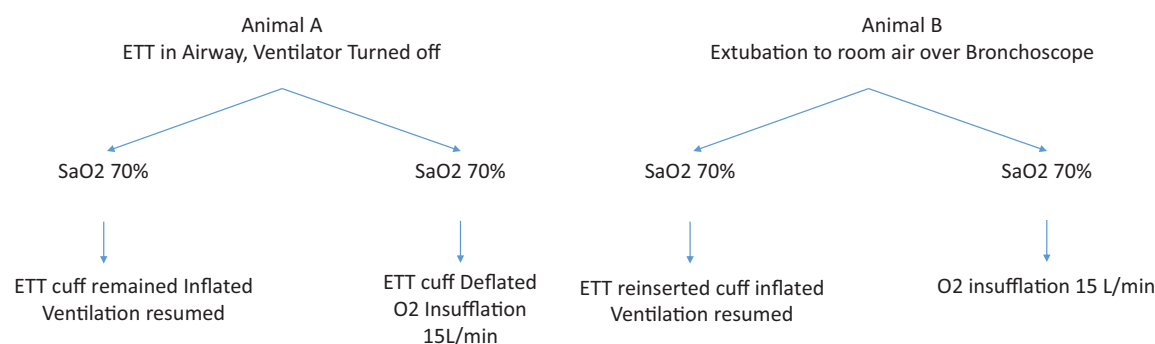 Animal A
ETT in Airway, Ventilator Turned off
SaO2 70%
SaO2 70%
ETT cuff remained Inflated
Ventilation resumed
ETT cuff Deflated
O2 Insufflation
15L/min
Animal B
Extubation to room air over Bronchoscope
SaO2 70%
SaO2 70%
ETT reinserted cuff inflated
Ventilation resumed
O2 insufflation 15 L/min